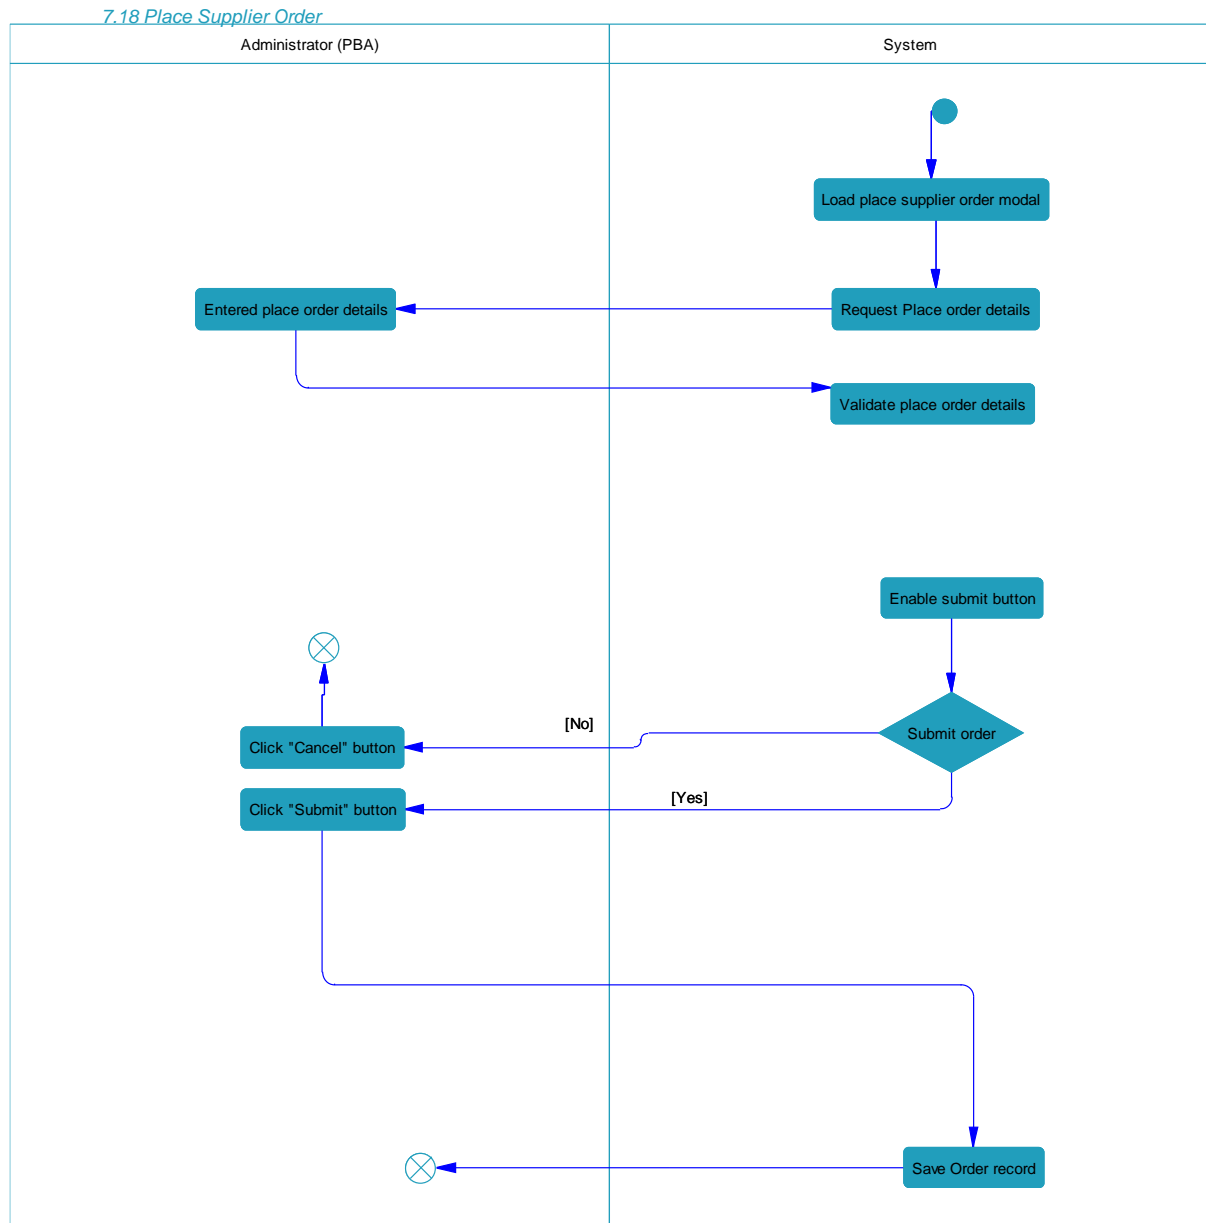 7.18 Place Supplier Order
Administrator (PBA)
System
Load place supplier order modal
Entered place order details
Request Place order details
Validate place order details
Enable submit button
[No]
Submit order
Click "Cancel" button
[Yes]
Click "Submit" button
Save Order record